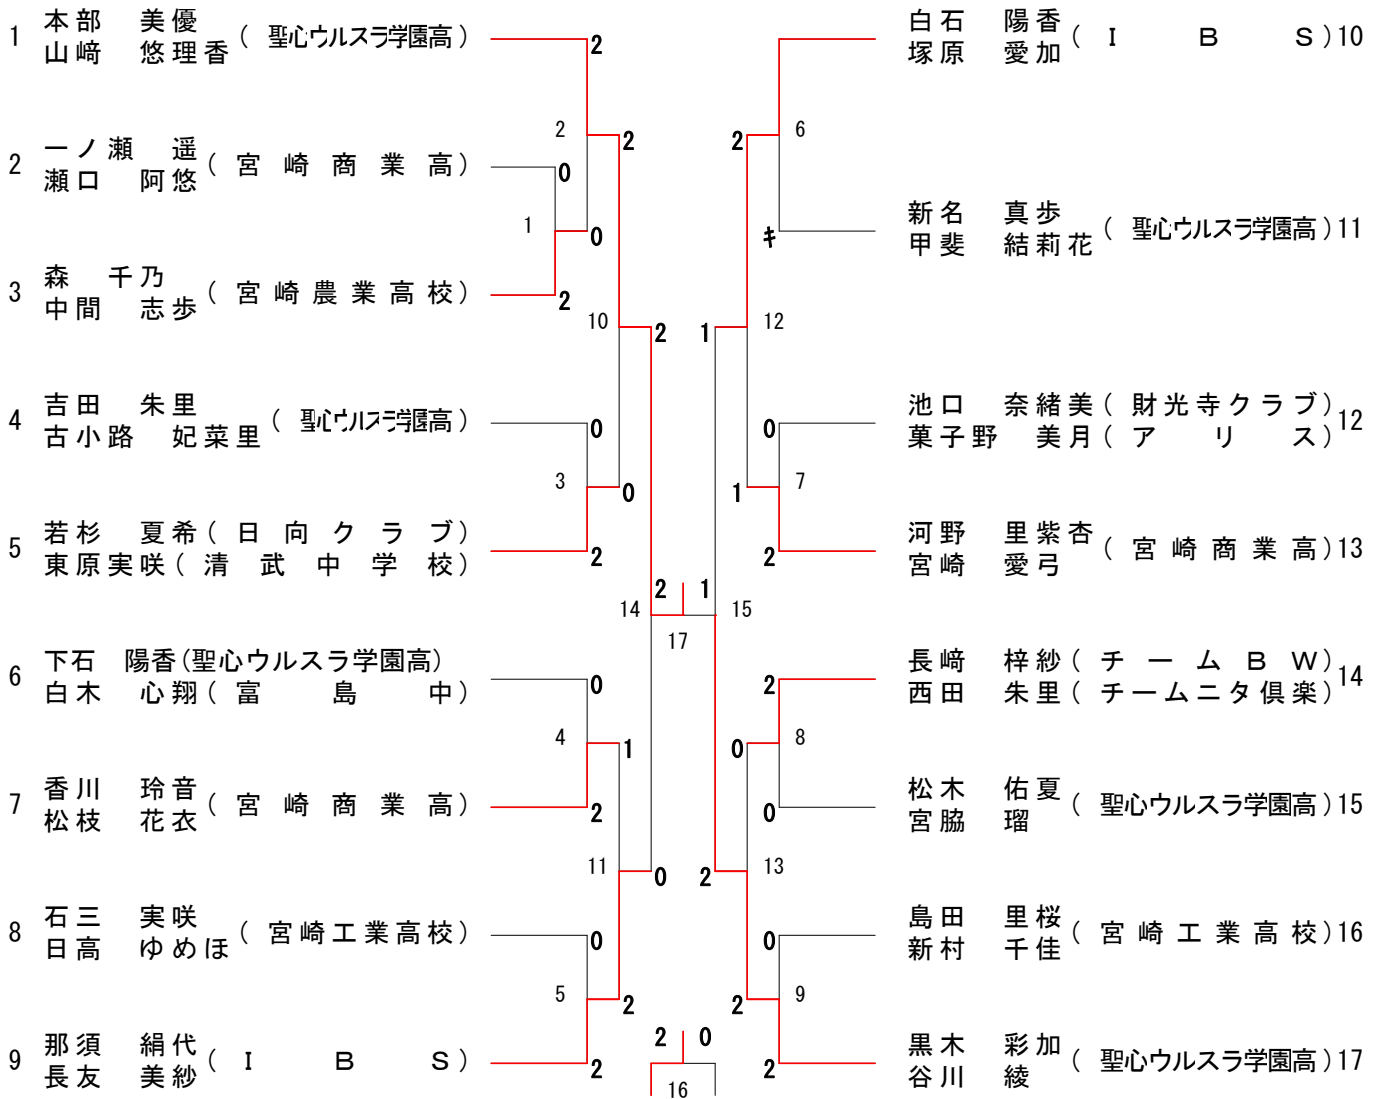 1 本部 美優 ( 聖心ウルスラ学園高 )
山﨑 悠理香
2 一ノ瀬 遥 ( 宮崎商業高 )
瀬口 阿悠
3 森 千乃 ( 宮崎農業高校 )
中間 志歩
4 吉田 朱里 ( 聖心ウルスラ学園高 )
古小路 妃菜里
5 若杉 夏希 ( 日向クラブ )
東原実咲 ( 清武中学校 )
6 下石 陽香 (聖心ウルスラ学園高)
白木 心翔 ( 富島中 )
7 香川 玲音 ( 宮崎商業高 )
松枝 花衣
8 石三 実咲 ( 宮崎工業高校 )
日高 ゆめほ
9 那須 絹代 ( IBS )
長友 美紗
2
2
2
0
1
0
2
10
2
0
3
0
2
14
2
0
4
1
2
11
0
0
5
2
2
2 1
17
2 0
16
2
6
キ
1
12
0
1
7
2
15
2
0
8
0
2
13
0
2
9
2
白石 陽香 ( IBS ) 10
塚原 愛加
新名 真歩 ( 聖心ウルスラ学園高 ) 11
甲斐 結莉花
池口 奈緒美 ( 財光寺クラブ ) 12
菓子野 美月 ( アリス )
河野 里紫杏 ( 宮崎商業高 ) 13
宮崎 愛弓
長﨑 梓紗 ( チームBW ) 14
西田 朱里 ( チームニタ倶楽 )
松木 佑夏 ( 聖心ウルスラ学園高 ) 15
宮脇 瑠
島田 里桜 ( 宮崎工業高校 ) 16
新村 千佳
黒木 彩加 ( 聖心ウルスラ学園高 ) 17
谷川 綾